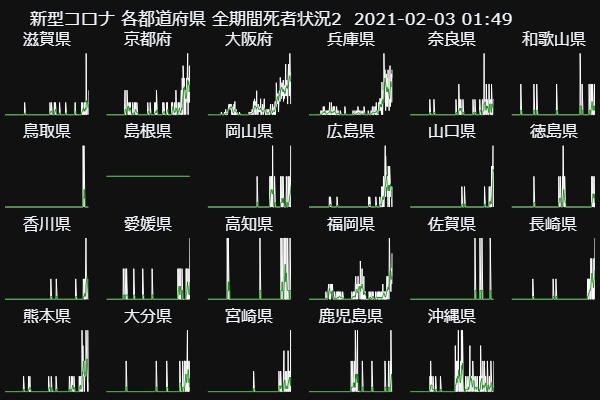 新型コロナ 各都道府県 全期間死者状況2 2021-02-03 01:49
滋賀県 京都府 大阪府 兵庫県 奈良県 和歌山県
鳥取県 島根県 岡山県 広島県 山口県 徳島県
香川県 愛媛県 高知県 福岡県 佐賀県 長崎県
熊本県 大分県 宮崎県 鹿児島県 沖縄県